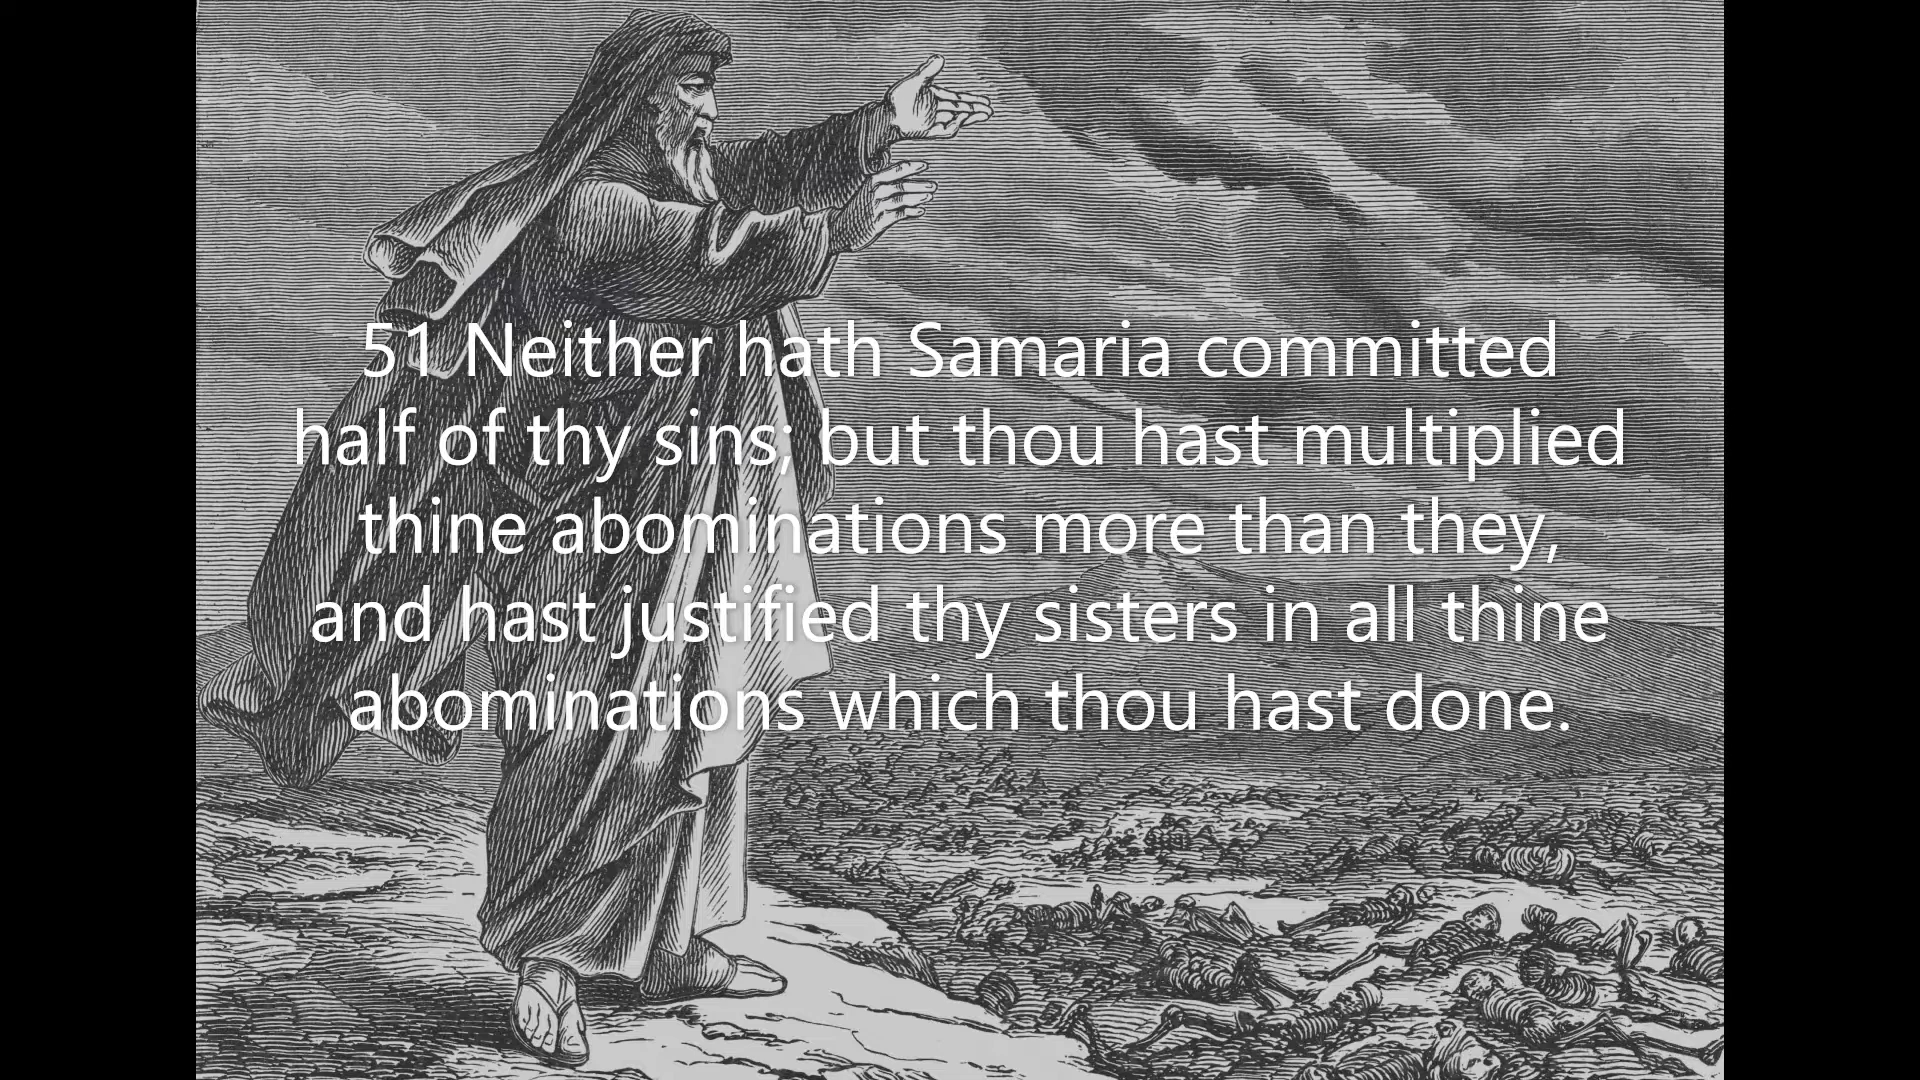 51 Neither hath Samaria committed
half of thy sins; but thou hast multiplied
thine abominations more than they,
and hast justified thy sisters in all thine
abominations which thou hast done.